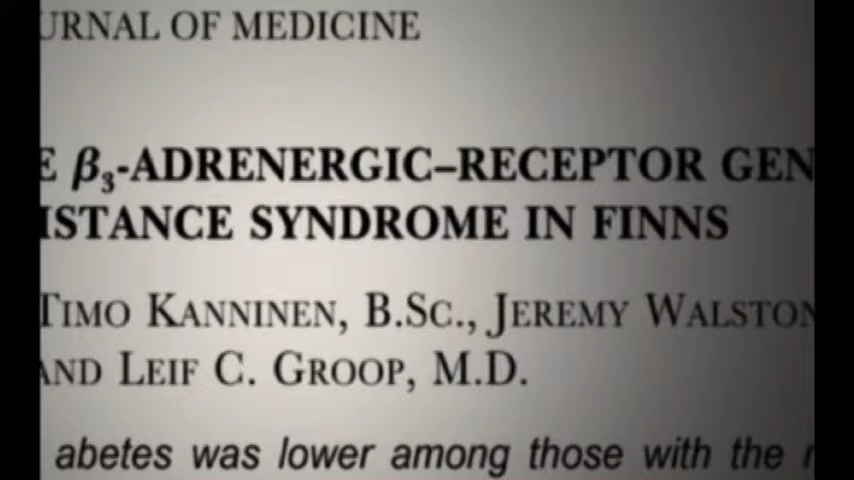 URNAL OF MEDICINE
E β3-ADRENERGIC–RECEPTOR GEN
ISTANCE SYNDROME IN FINNS
TIMO KANNINEN, B.SC., JEREMY WALSTON
AND LEIF C. GROOP, M.D.
abetes was lower among those with the